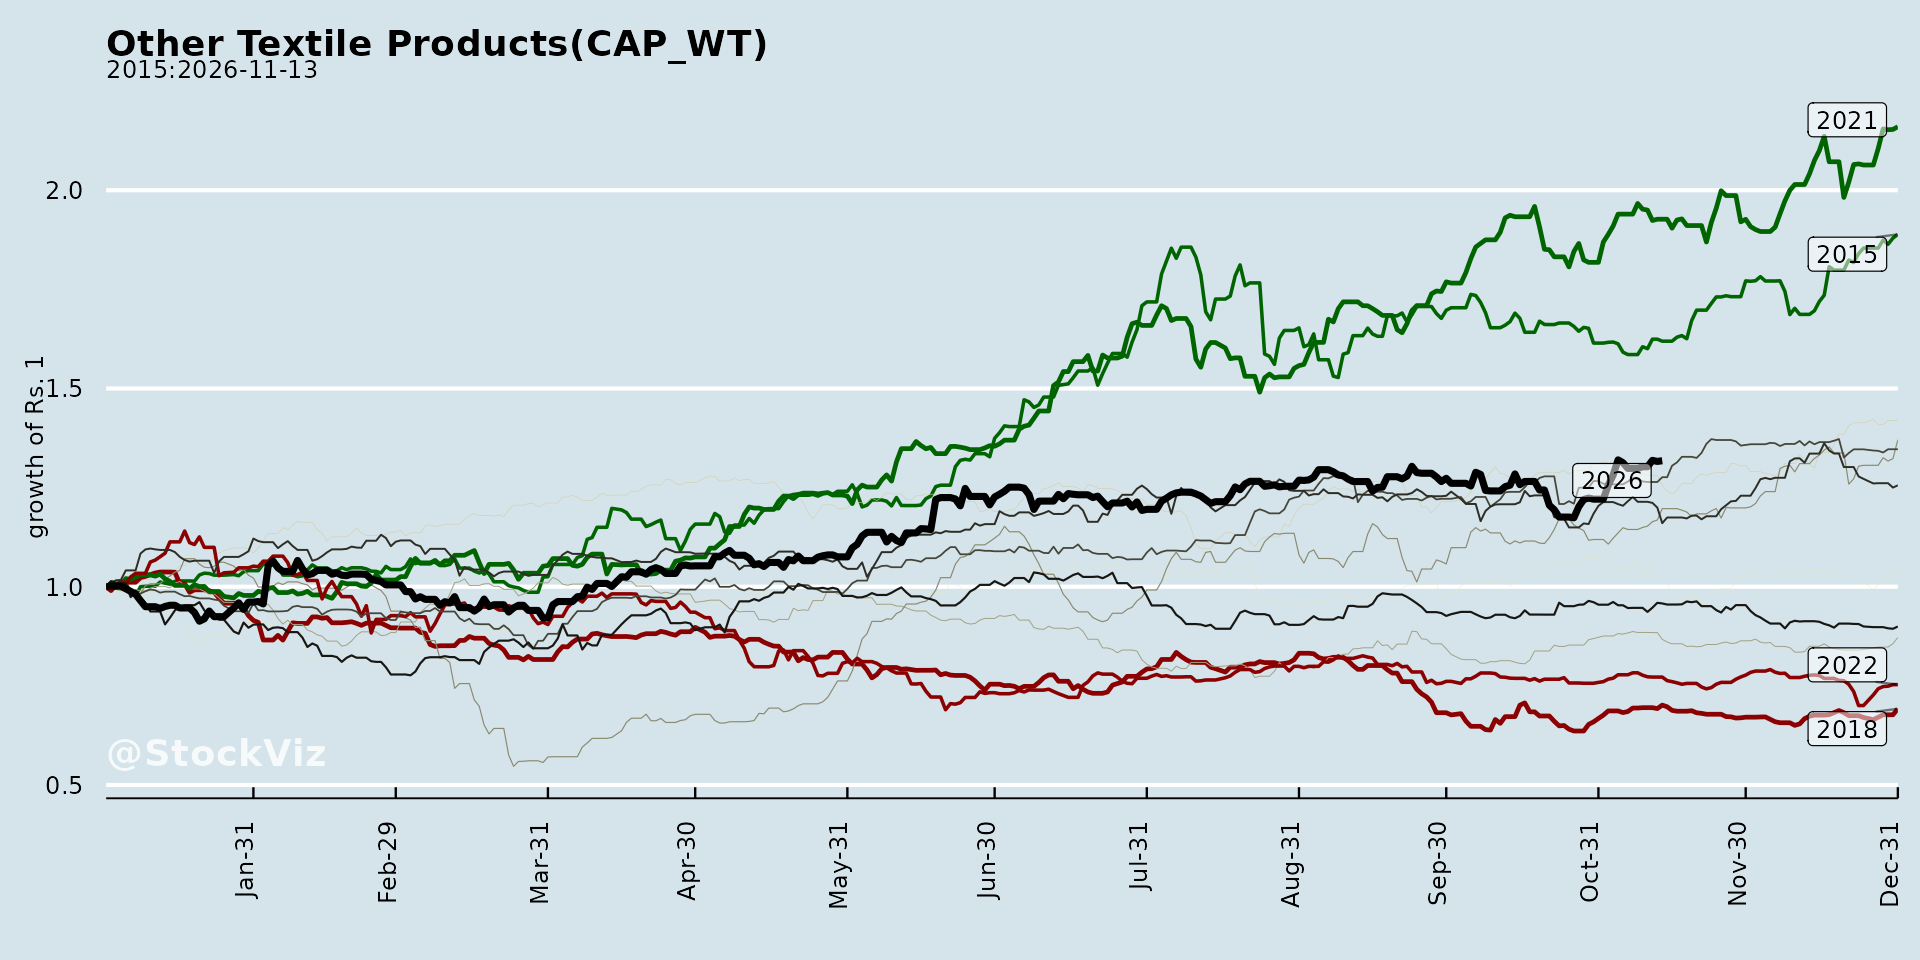 Other Textile Products(CAP_WT)
2015:2026-11-13
growth of Rs. 1
2.0
1.5
1.0
0.5
2021
2015
2026
2022
2018
@StockViz
Jan-31
Feb-29
Mar-31
Apr-30
May-31
Jun-30
Jul-31
Aug-31
Sep-30
Oct-31
Nov-30
Dec-31